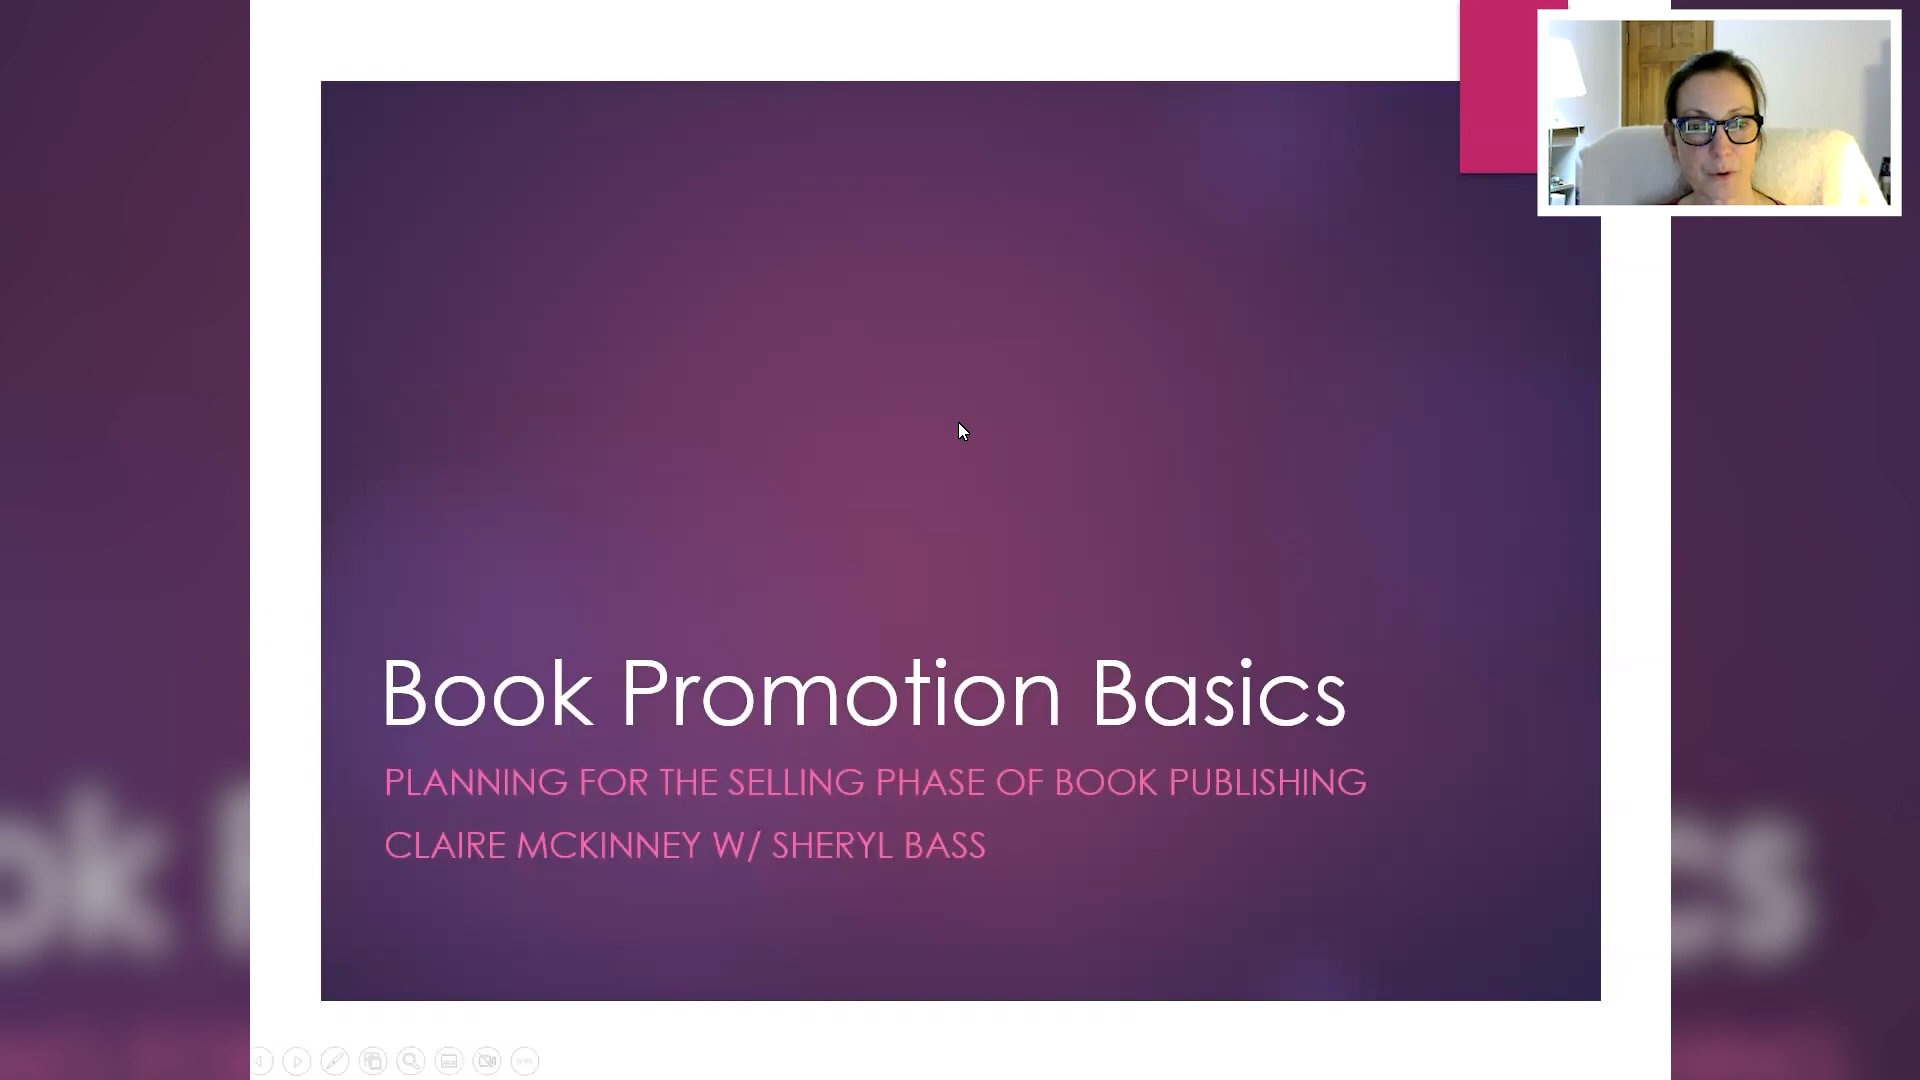 Book Promotion Basics
PLANNING FOR THE SELLING PHASE OF BOOK PUBLISHING
CLAIRE MCKINNEY W/ SHERYL BASS